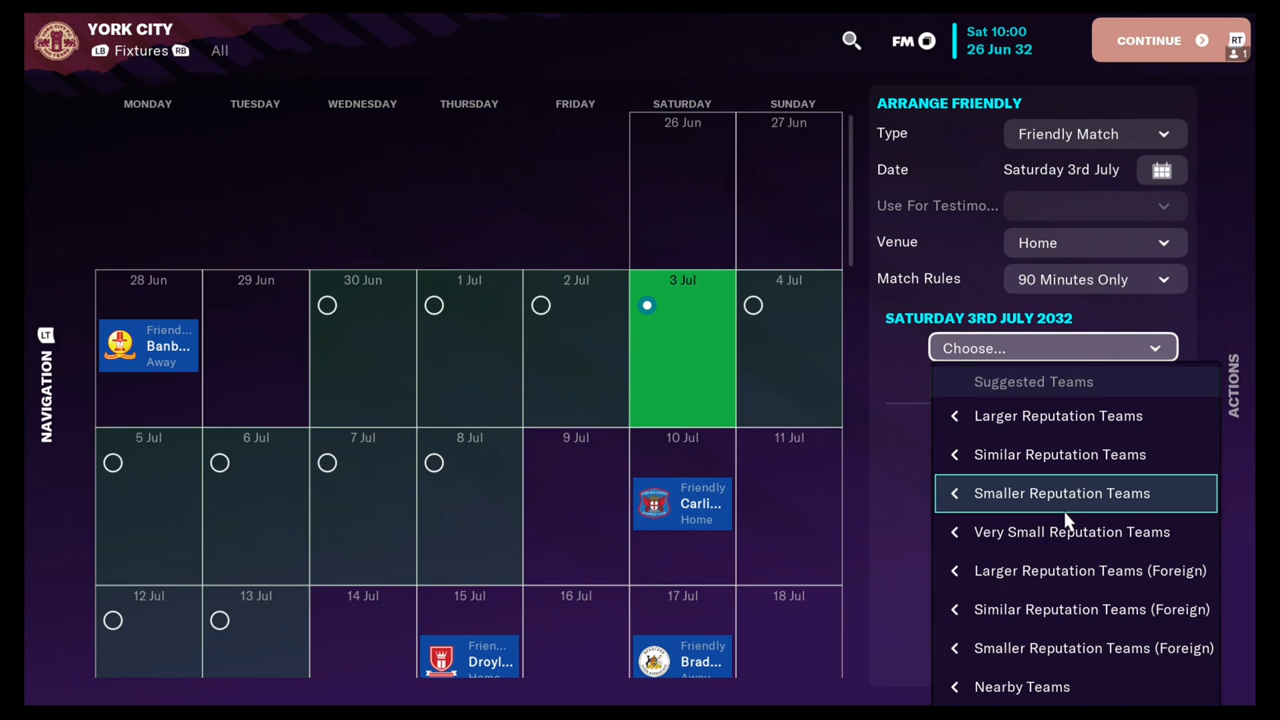 YORK CITY
LB Fixtures RB All
FM
Sat 10:00
26 Jun 32
CONTINUE
RT
1
MONDAY TUESDAY WEDNESDAY THURSDAY FRIDAY SATURDAY SUNDAY
26 Jun 27 Jun
28 Jun 29 Jun 30 Jun 1 Jul 2 Jul 3 Jul 4 Jul
Friend...
Banb...
Away
5 Jul 6 Jul 7 Jul 8 Jul 9 Jul 10 Jul 11 Jul
Friendly
Carli...
Home
12 Jul 13 Jul 14 Jul 15 Jul 16 Jul 17 Jul 18 Jul
Frien...
Droyl...
Home
Friendly
Brad...
Away
LT
NAVIGATION
ARRANGE FRIENDLY
Type Friendly Match
Date Saturday 3rd July
Use For Testimo...
Venue Home
Match Rules 90 Minutes Only
SATURDAY 3RD JULY 2032
Choose...
Suggested Teams
Larger Reputation Teams
Similar Reputation Teams
Smaller Reputation Teams
Very Small Reputation Teams
Larger Reputation Teams (Foreign)
Similar Reputation Teams (Foreign)
Smaller Reputation Teams (Foreign)
Nearby Teams
ACTIONS